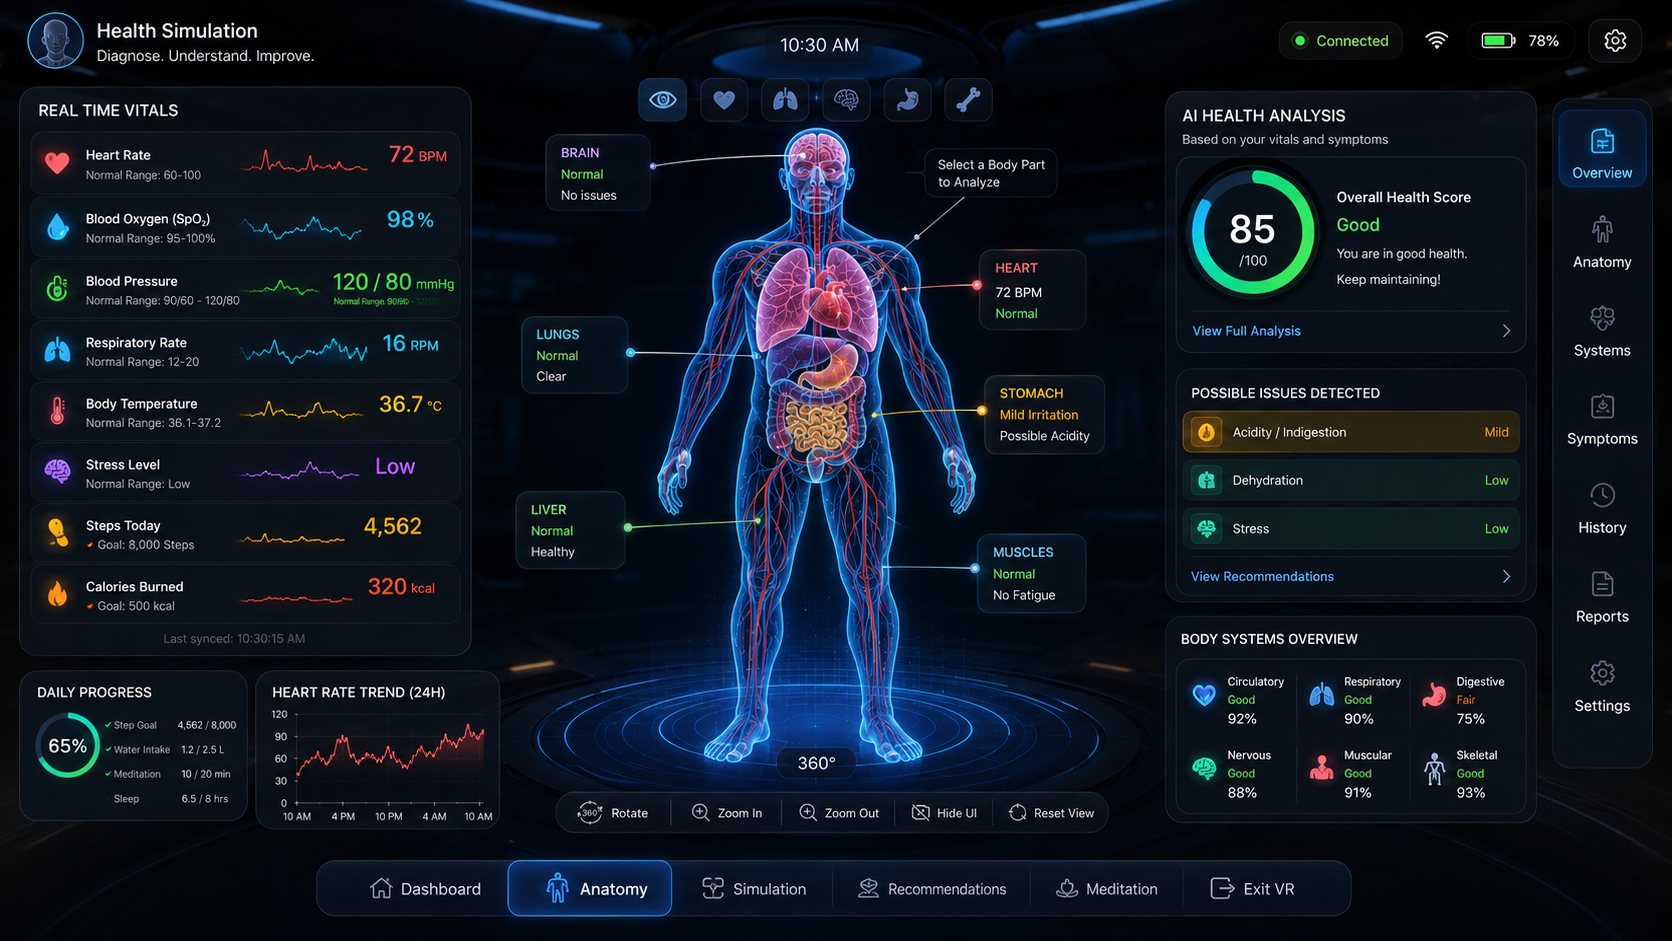 Health Simulation
Diagnose. Understand. Improve.
10:30 AM
Connected
78%
REAL TIME VITALS
Heart Rate
Normal Range: 60-100
72 BPM
Blood Oxygen (SpO₂)
Normal Range: 95-100%
98%
Blood Pressure
Normal Range: 90/60 - 120/80
120 / 80 mmHg
Normal Range:
Respiratory Rate
Normal Range: 12-20
16 RPM
Body Temperature
Normal Range: 36.1-37.2
36.7 °C
Stress Level
Normal Range: Low
Low
Steps Today
Goal: 8,000 Steps
4,562
Calories Burned
Goal: 500 kcal
320 kcal
Last synced: 10:30:15 AM
DAILY PROGRESS
65%
Step Goal 4,562 / 8,000
Water Intake 1.2 / 2.5 L
Meditation 10 / 20 min
Sleep 6.5 / 8 hrs
HEART RATE TREND (24H)
120
90
60
30
0
10 AM 4 PM 10 PM 4 AM 10 AM
BRAIN
Normal
No issues
Select a Body Part
to Analyze
HEART
72 BPM
Normal
LUNGS
Normal
Clear
STOMACH
Mild Irritation
Possible Acidity
LIVER
Normal
Healthy
MUSCLES
Normal
No Fatigue
360°
360° Rotate
Zoom In
Zoom Out
Hide UI
Reset View
AI HEALTH ANALYSIS
Based on your vitals and symptoms
85
/100
Overall Health Score
Good
You are in good health.
Keep maintaining!
View Full Analysis
POSSIBLE ISSUES DETECTED
Acidity / Indigestion Mild
Dehydration Low
Stress Low
View Recommendations
BODY SYSTEMS OVERVIEW
Circulatory
Good
92%
Respiratory
Good
90%
Digestive
Fair
75%
Nervous
Good
88%
Muscular
Good
91%
Skeletal
Good
93%
Overview
Anatomy
Systems
Symptoms
History
Reports
Settings
Dashboard
Anatomy
Simulation
Recommendations
Meditation
Exit VR